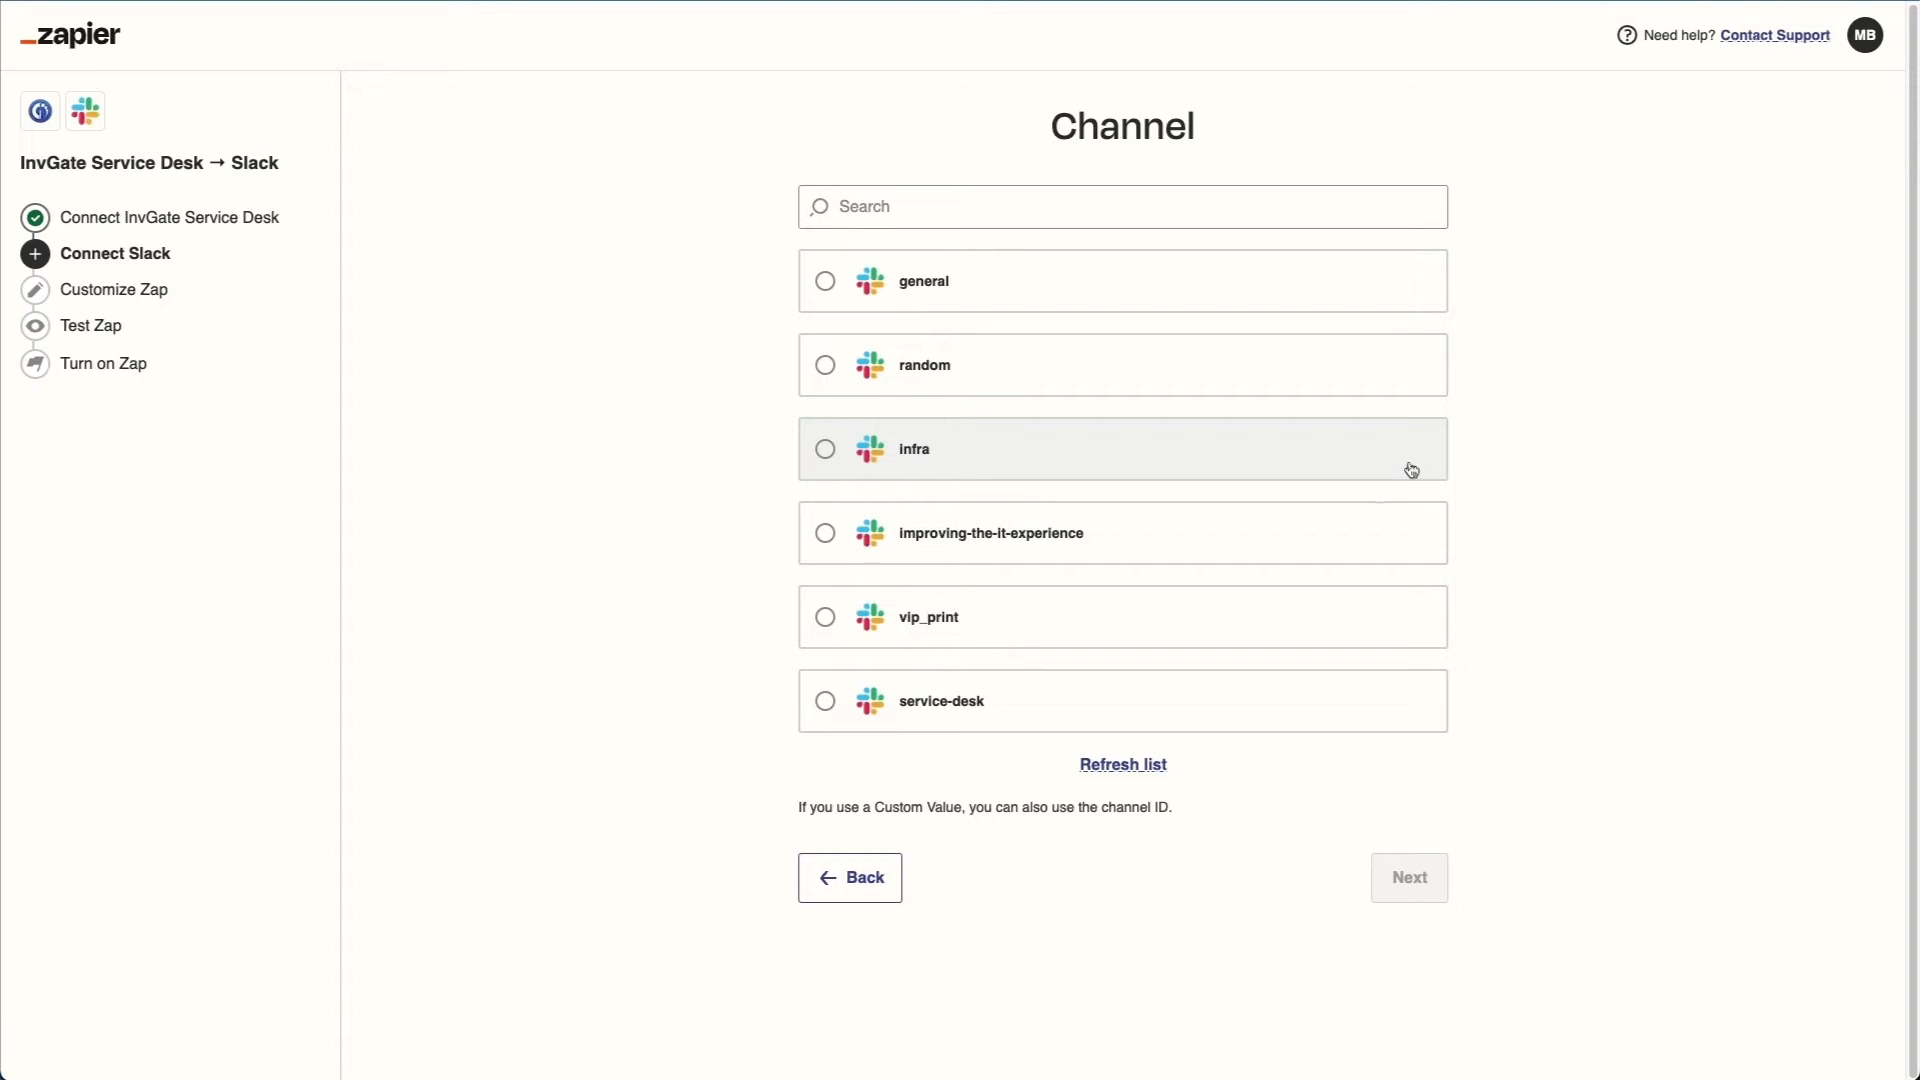 zapier
Need help? Contact Support
MB
InvGate Service Desk → Slack
Connect InvGate Service Desk
Connect Slack
Customize Zap
Test Zap
Turn on Zap
Channel
Search
general
random
infra
improving-the-it-experience
vip_print
service-desk
Refresh list
If you use a Custom Value, you can also use the channel ID.
Back
Next